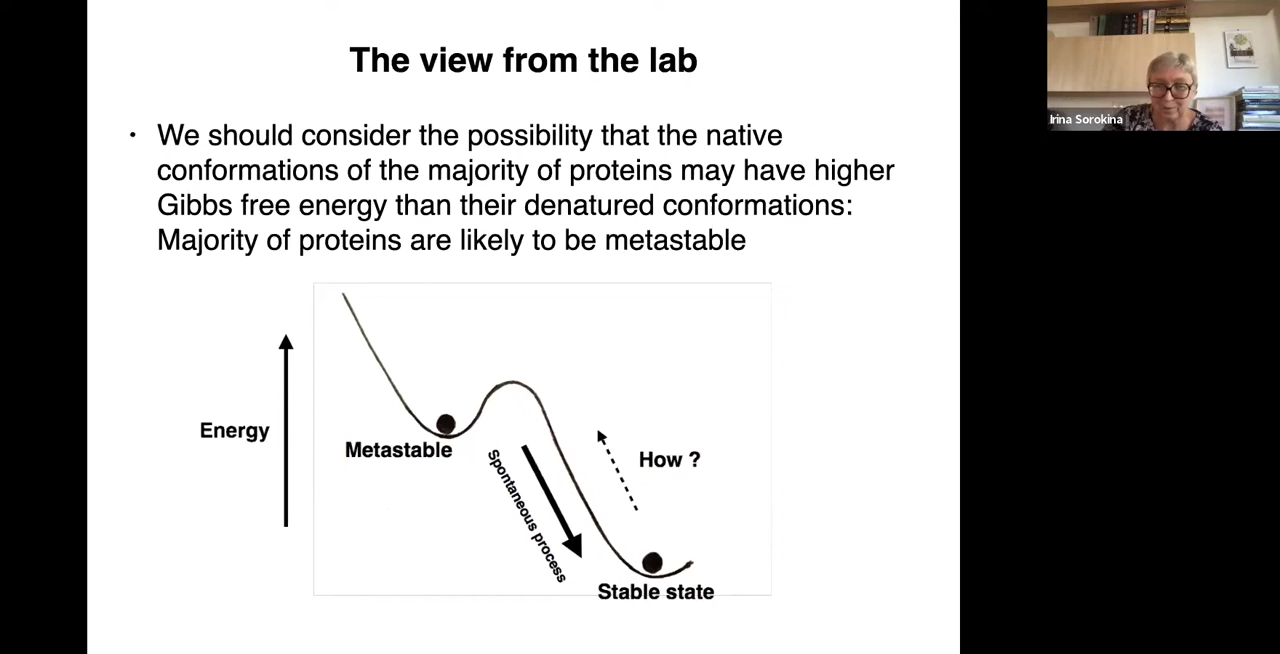 The view from the lab
• We should consider the possibility that the native
conformations of the majority of proteins may have higher
Gibbs free energy than their denatured conformations:
Majority of proteins are likely to be metastable
Energy
Metastable
Spontaneous process
How ?
Stable state
Irina Sorokina